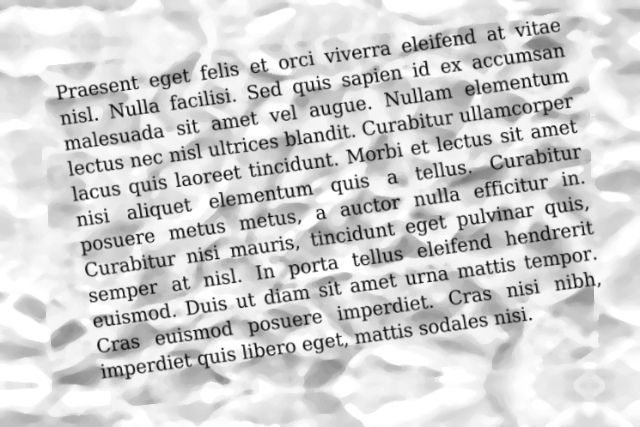 Praesent eget felis et orci viverra eleifend at vitae
nisl. Nulla facilisi. Sed quis sapien id ex accumsan
malesuada sit amet vel augue. Nullam elementum
lectus nec nisl ultrices blandit. Curabitur ullamcorper
lacus quis laoreet tincidunt. Morbi et lectus sit amet
nisi aliquet elementum quis a tellus. Curabitur
posuere metus metus, a auctor nulla efficitur in.
Curabitur nisi mauris, tincidunt eget pulvinar quis,
semper at nisl. In porta tellus eleifend hendrerit
euismod. Duis ut diam sit amet urna mattis tempor.
Cras euismod posuere imperdiet. Cras nisi nibh,
imperdiet quis libero eget, mattis sodales nisi.